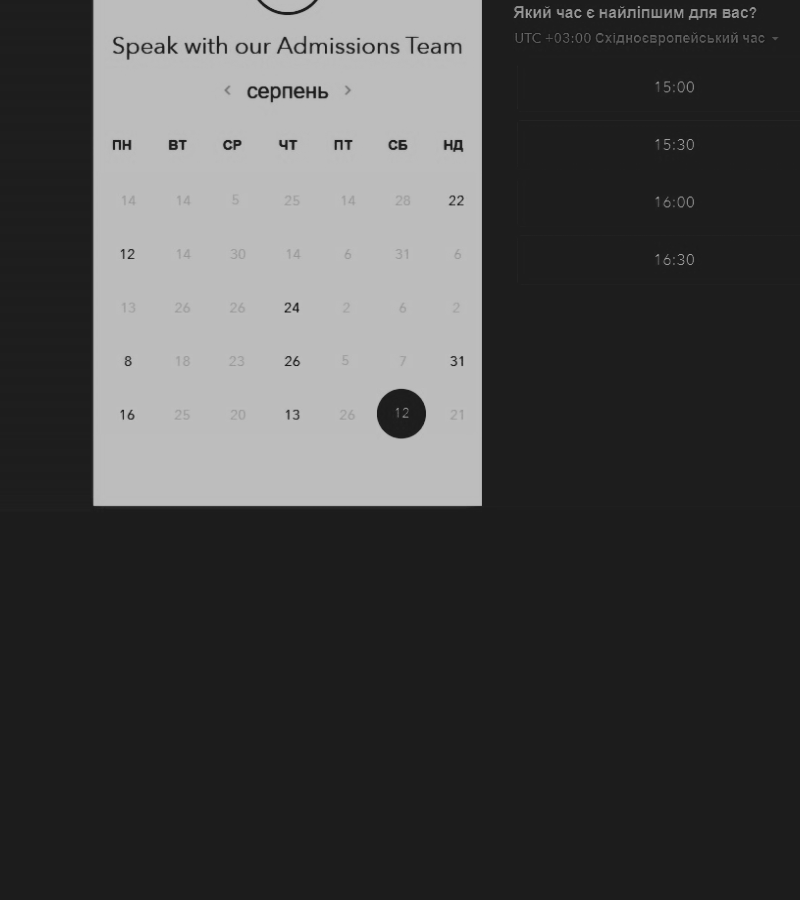 Speak with our Admissions Team
< серпень >
ПН ВТ СР ЧТ ПТ СБ НД
14 14 5 25 14 28 22
12 14 30 14 6 31 6
13 26 26 24 2 6 2
8 18 23 26 5 7 31
16 25 20 13 26 12 21
Який час є найліпшим для вас?
UTC +03:00 Східноєвропейський час
15:00
15:30
16:00
16:30